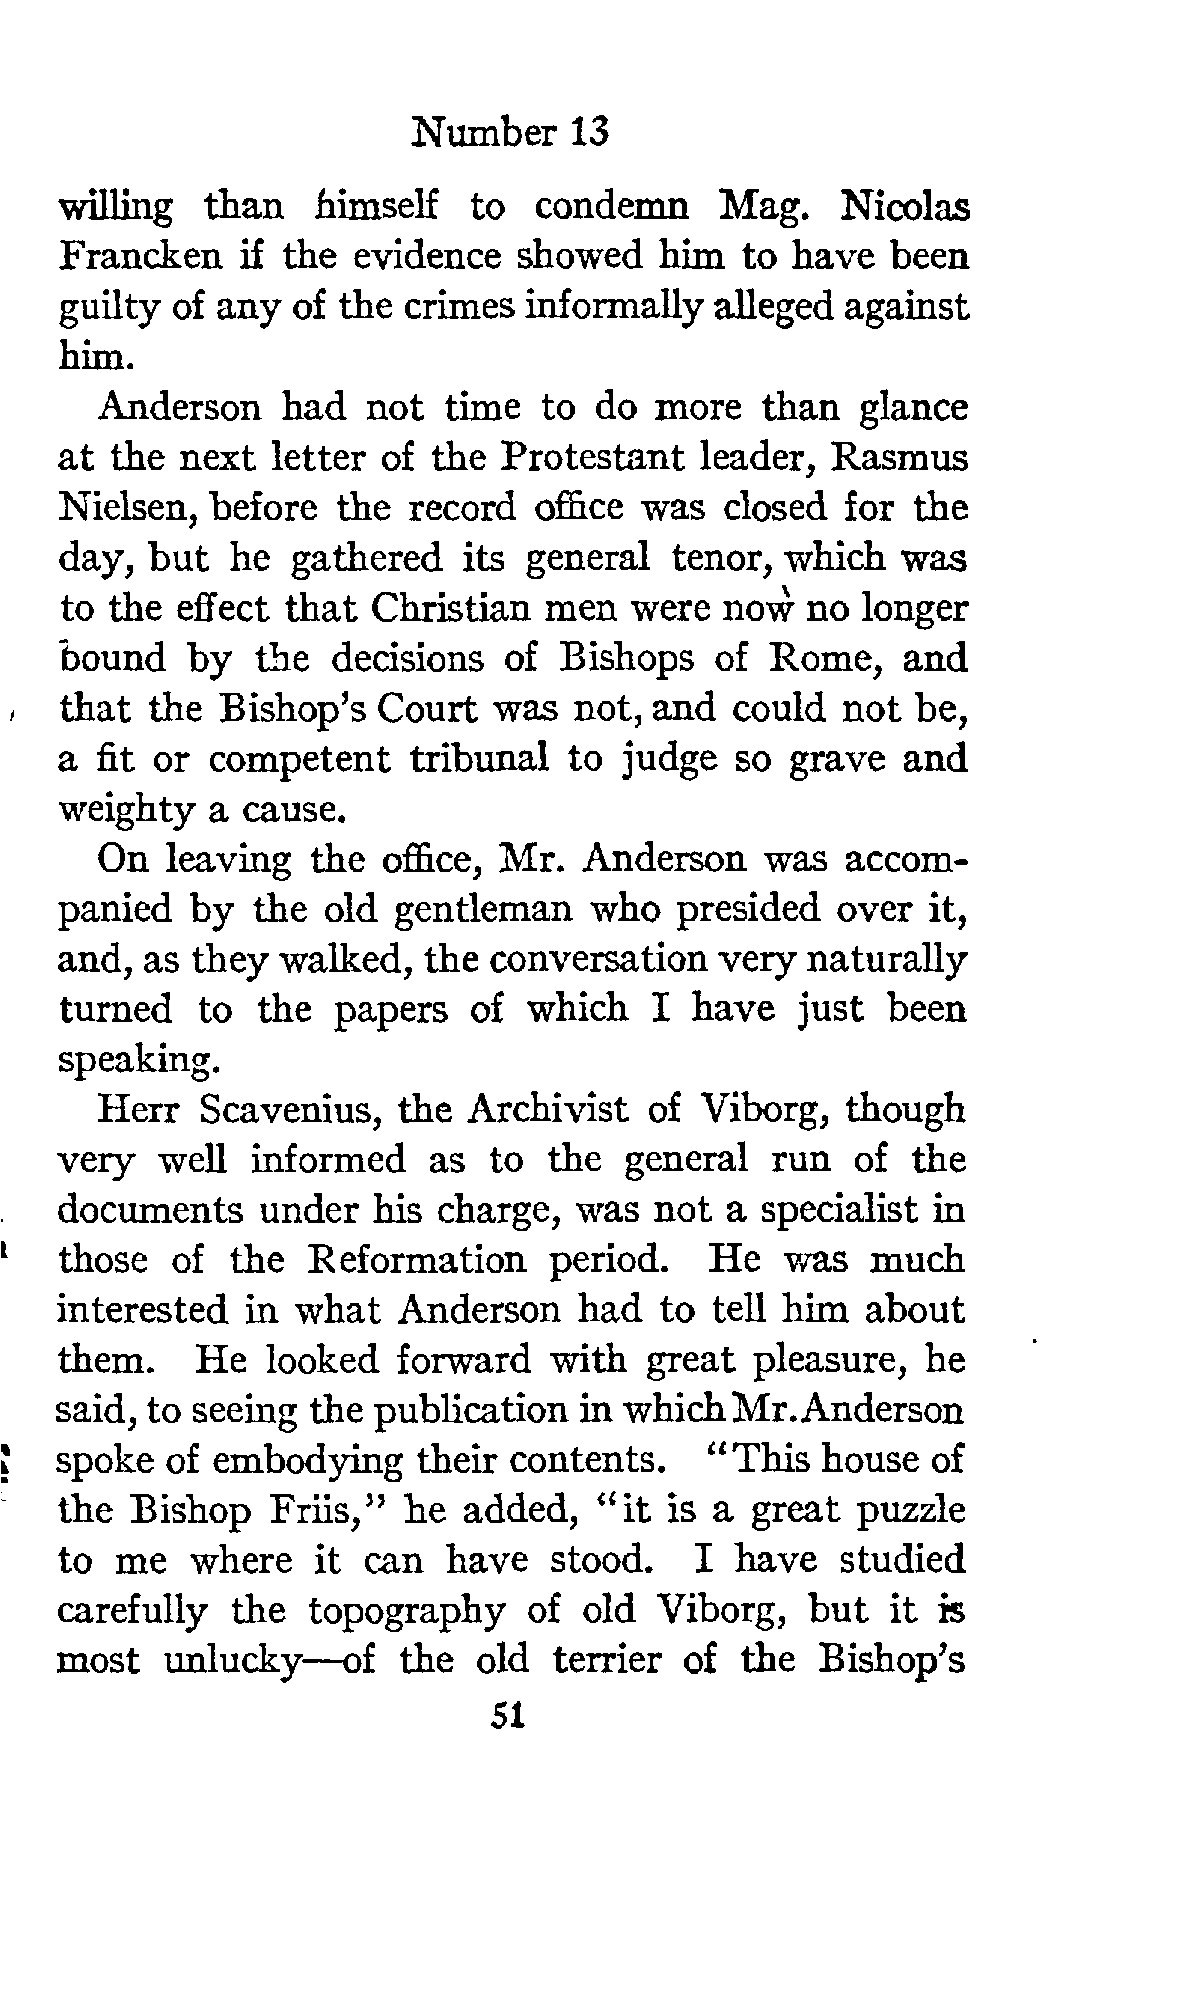 Number 13
willing than himself to condemn Mag. Nicolas
Francken if the evidence showed him to have been
guilty of any of the crimes informally alleged against
him.
Anderson had not time to do more than glance
at the next letter of the Protestant leader, Rasmus
Nielsen, before the record office was closed for the
day, but he gathered its general tenor, which was
to the effect that Christian men were now no longer
bound by the decisions of Bishops of Rome, and
that the Bishop's Court was not, and could not be,
a fit or competent tribunal to judge so grave and
weighty a cause.
On leaving the office, Mr. Anderson was accom-
panied by the old gentleman who presided over it,
and, as they walked, the conversation very naturally
turned to the papers of which I have just been
speaking.
Herr Scavenius, the Archivist of Viborg, though
very well informed as to the general run of the
documents under his charge, was not a specialist in
those of the Reformation period. He was much
interested in what Anderson had to tell him about
them. He looked forward with great pleasure, he
said, to seeing the publication in which Mr. Anderson
spoke of embodying their contents. "This house of
the Bishop Friis," he added, "it is a great puzzle
to me where it can have stood. I have studied
carefully the topography of old Viborg, but it is
most unlucky—of the old terrier of the Bishop's
51